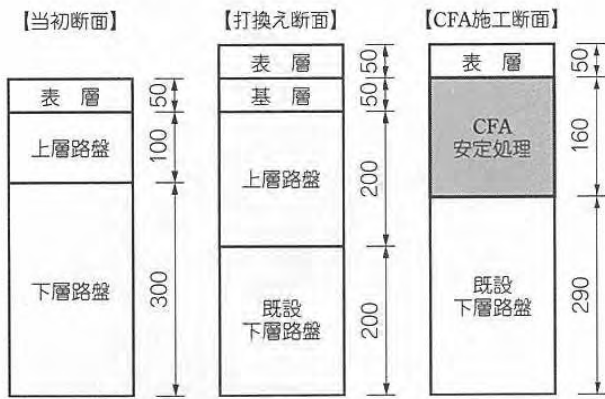 【当初断面】
表 層
50
上層路盤
100
下層路盤
300
【打換え断面】
表 層
50
基 層
50
上層路盤
200
既設
下層路盤
200
【CFA施工断面】
表 層
50
CFA
安定処理
160
既設
下層路盤
290